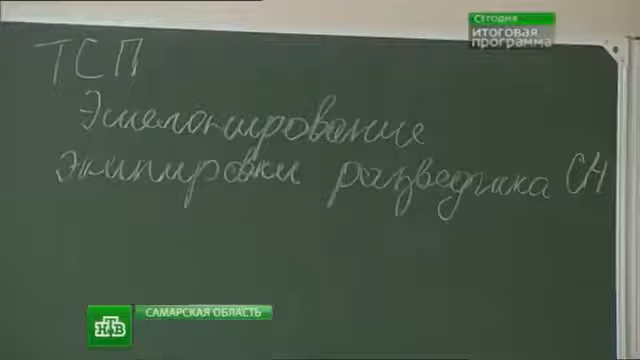 Сегодня
итоговая
программа
ТСП
Эшелонирование
экипировки разведчика СН
НТВ
САМАРСКАЯ ОБЛАСТЬ